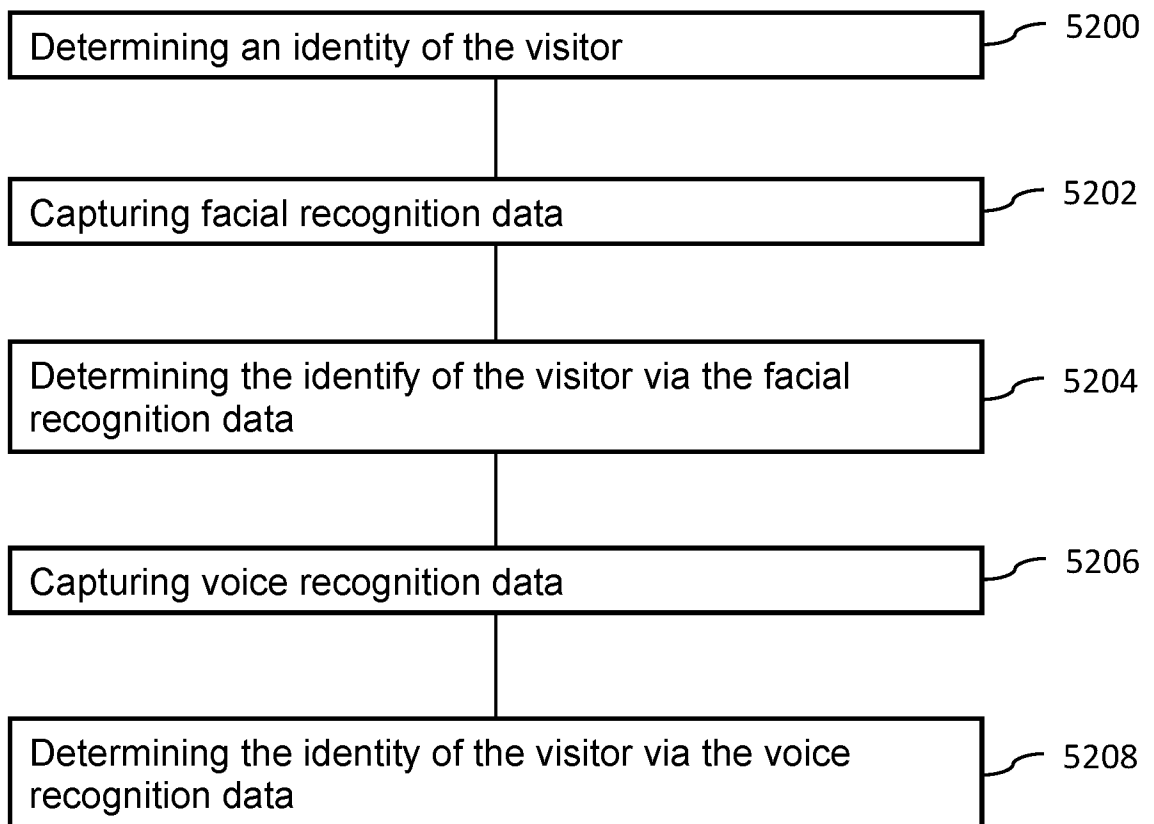 Determining an identity of the visitor
5200
Capturing facial recognition data
5202
Determining the identify of the visitor via the facial
recognition data
5204
Capturing voice recognition data
5206
Determining the identity of the visitor via the voice
recognition data
5208